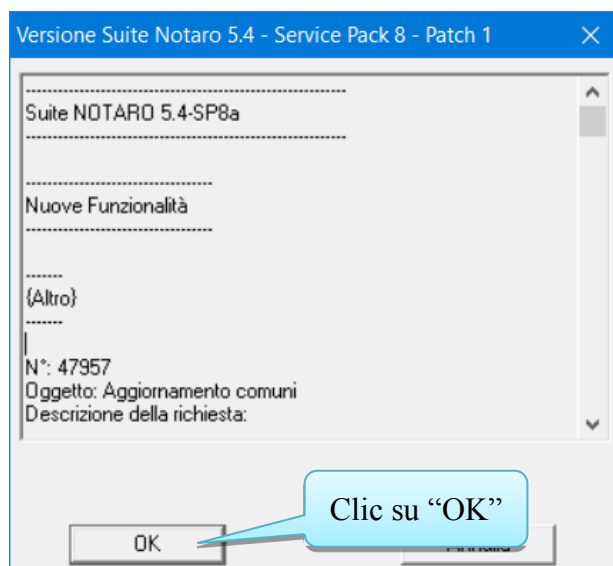 Versione Suite Notaro 5.4 - Service Pack 8 - Patch 1
--------------------------------------------------------------------------------
Suite NOTARO 5.4-SP8a
--------------------------------------------------------------------------------
-----------------------------------------------
Nuove Funzionalità
-----------------------------------------------
-------
{Altro}
-------
N°: 47957
Oggetto: Aggiornamento comuni
Descrizione della richiesta:
Clic su “OK”
OK